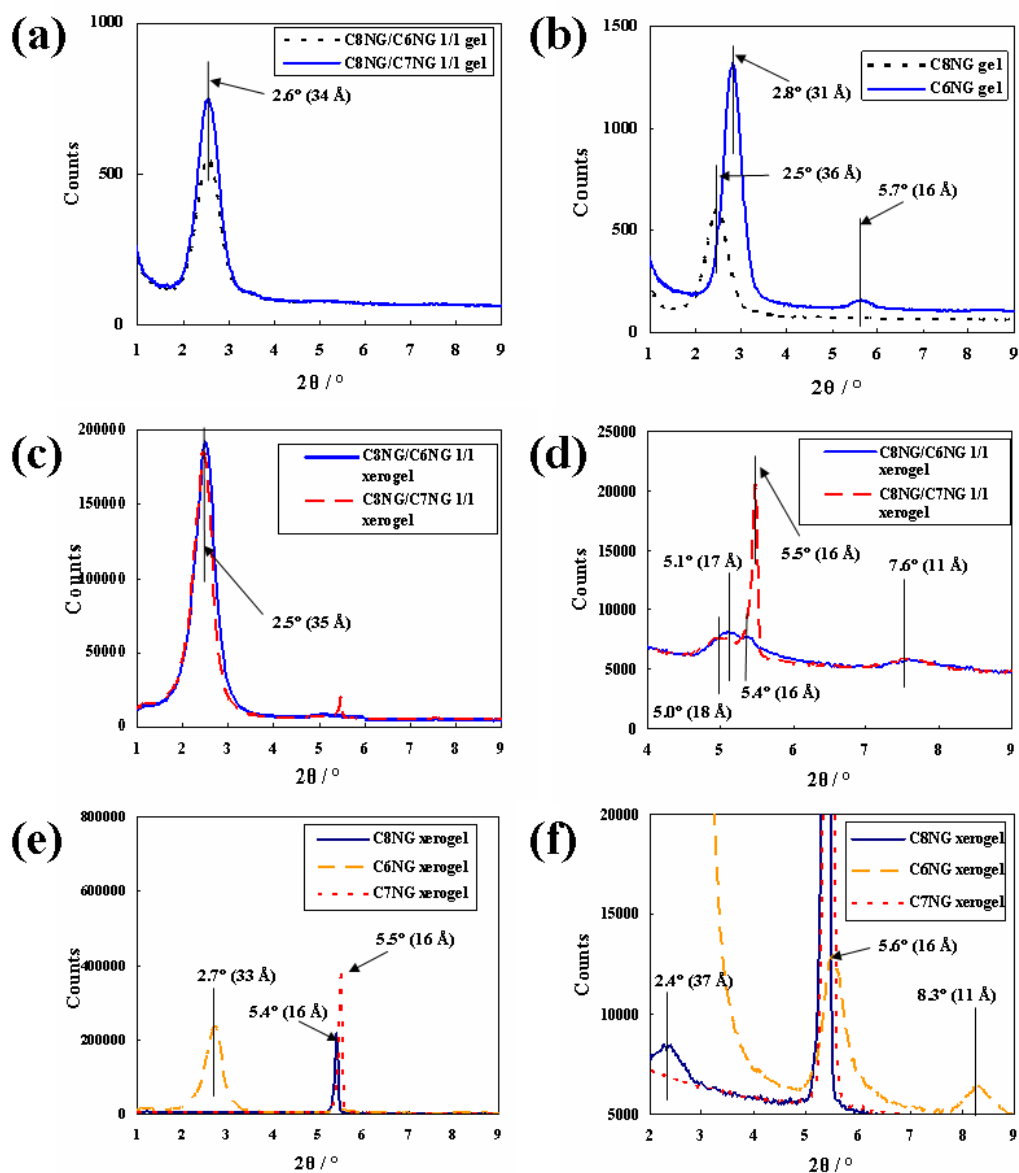 (a)
1000
500
0
Counts
C8NG/C6NG 1/1 gel
C8NG/C7NG 1/1 gel
2.6° (34 Å)
1 2 3 4 5 6 7 8 9
2θ / °
(b)
1500
1000
500
0
Counts
C8NG gel
C6NG gel
2.8° (31 Å)
2.5° (36 Å)
5.7° (16 Å)
1 2 3 4 5 6 7 8 9
2θ / °
(c)
200000
150000
100000
50000
0
Counts
C8NG/C6NG 1/1
xerogel
C8NG/C7NG 1/1
xerogel
2.5° (35 Å)
1 2 3 4 5 6 7 8 9
2θ / °
(d)
25000
20000
15000
10000
5000
0
Counts
C8NG/C6NG 1/1
xerogel
C8NG/C7NG 1/1
xerogel
5.5° (16 Å)
5.1° (17 Å)
7.6° (11 Å)
5.4° (16 Å)
5.0° (18 Å)
4 5 6 7 8 9
2θ / °
(e)
800000
600000
400000
200000
0
Counts
C8NG xerogel
C6NG xerogel
C7NG xerogel
5.5° (16 Å)
2.7° (33 Å)
5.4° (16 Å)
1 2 3 4 5 6 7 8 9
2θ / °
(f)
20000
15000
10000
5000
Counts
C8NG xerogel
C6NG xerogel
C7NG xerogel
5.6° (16 Å)
2.4° (37 Å)
8.3° (11 Å)
2 3 4 5 6 7 8 9
2θ / °